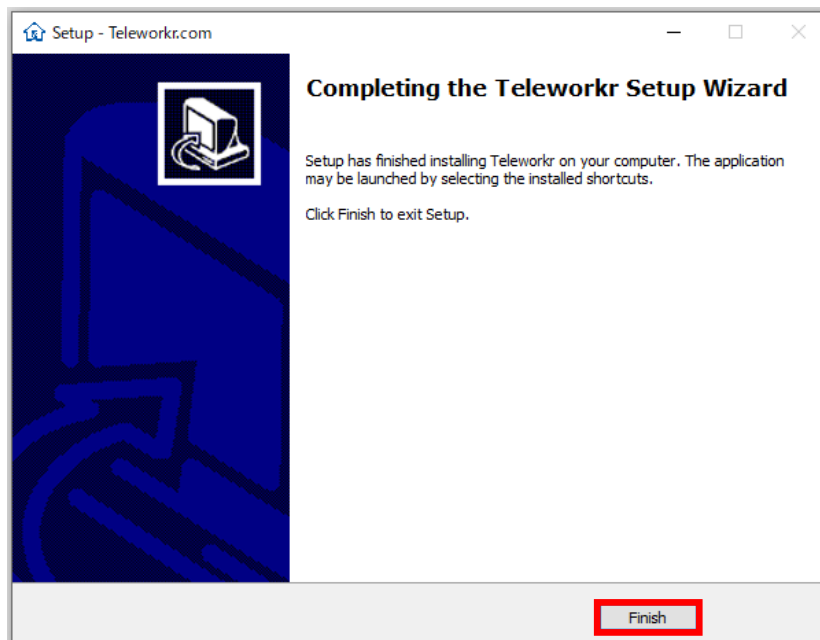 Setup - Teleworkr.com
Completing the Teleworkr Setup Wizard
Setup has finished installing Teleworkr on your computer. The application
may be launched by selecting the installed shortcuts.
Click Finish to exit Setup.
Finish